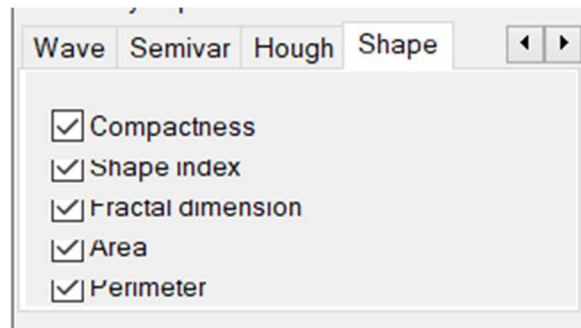 Wave Semivar Hough Shape
Compactness
Shape index
Fractal dimension
Area
Perimeter